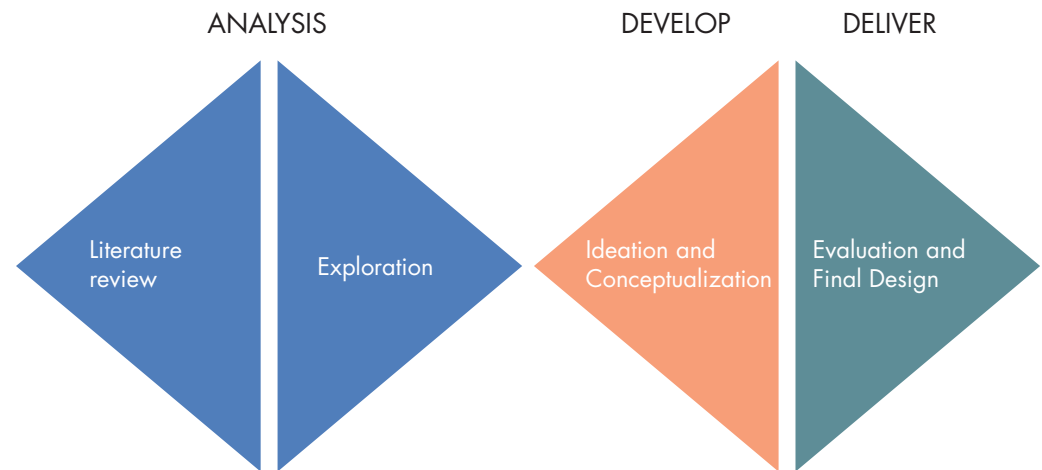 ANALYSIS
DEVELOP
DELIVER
Literature
review
Exploration
Ideation and
Conceptualization
Evaluation and
Final Design